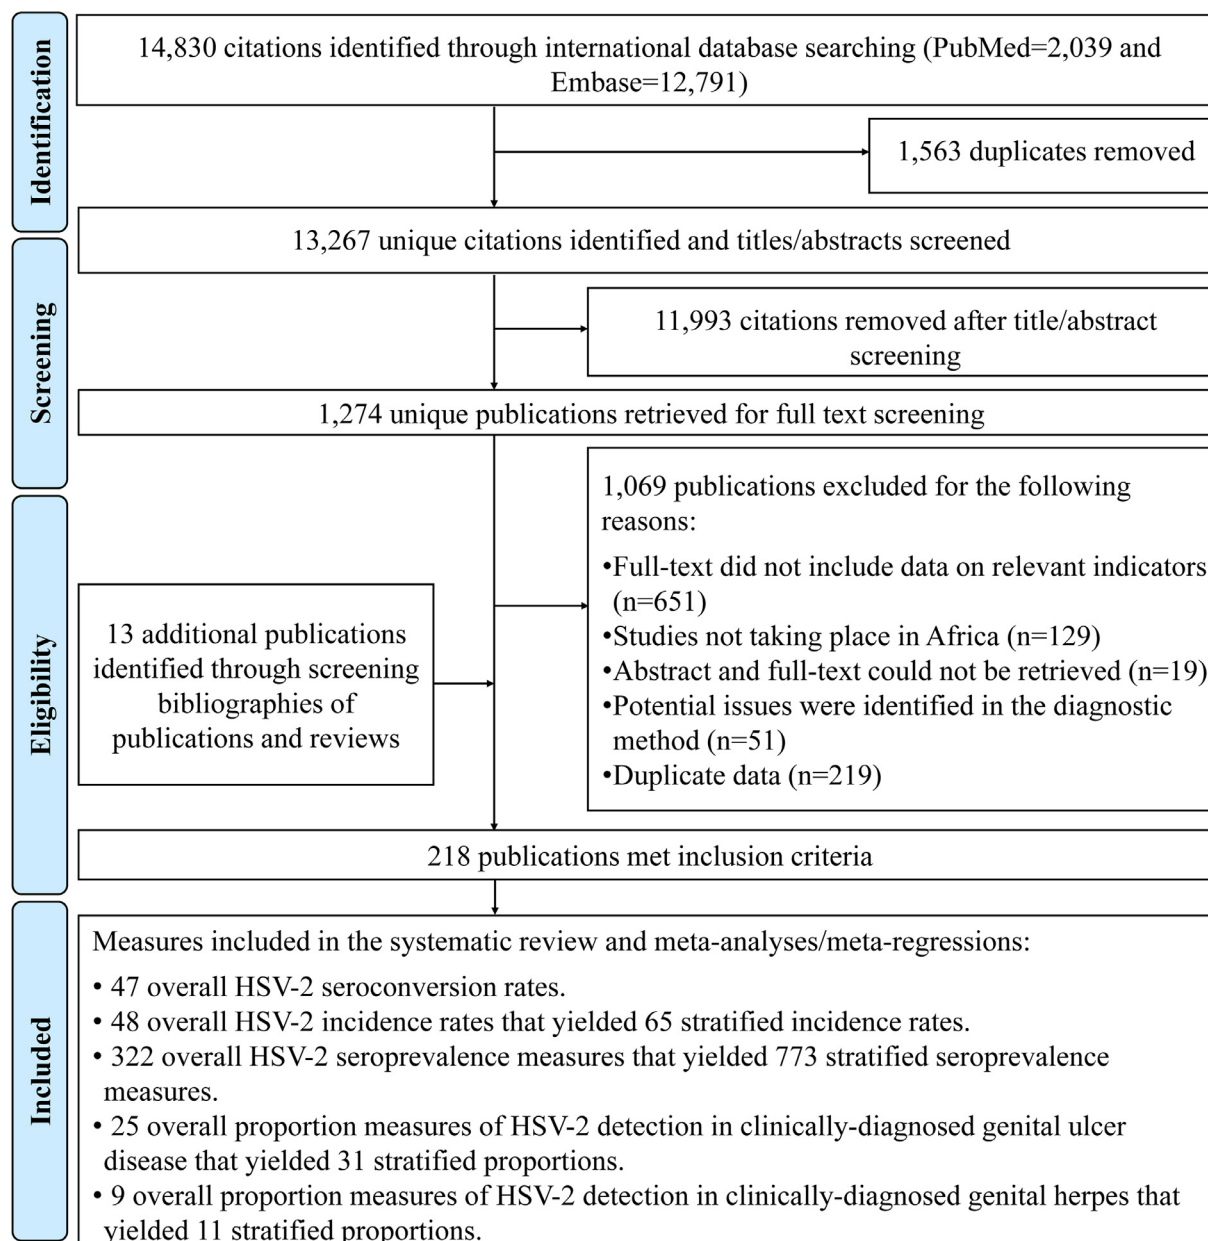 Identification
14,830 citations identified through international database searching (PubMed=2,039 and
Embase=12,791)
1,563 duplicates removed
Screening
13,267 unique citations identified and titles/abstracts screened
11,993 citations removed after title/abstract
screening
1,274 unique publications retrieved for full text screening
Eligibility
1,069 publications excluded for the following
reasons:
•Full-text did not include data on relevant indicators
(n=651)
•Studies not taking place in Africa (n=129)
•Abstract and full-text could not be retrieved (n=19)
•Potential issues were identified in the diagnostic
method (n=51)
•Duplicate data (n=219)
13 additional publications
identified through screening
bibliographies of
publications and reviews
218 publications met inclusion criteria
Included
Measures included in the systematic review and meta-analyses/meta-regressions:
• 47 overall HSV-2 seroconversion rates.
• 48 overall HSV-2 incidence rates that yielded 65 stratified incidence rates.
• 322 overall HSV-2 seroprevalence measures that yielded 773 stratified seroprevalence
measures.
• 25 overall proportion measures of HSV-2 detection in clinically-diagnosed genital ulcer
disease that yielded 31 stratified proportions.
• 9 overall proportion measures of HSV-2 detection in clinically-diagnosed genital herpes that
yielded 11 stratified proportions.